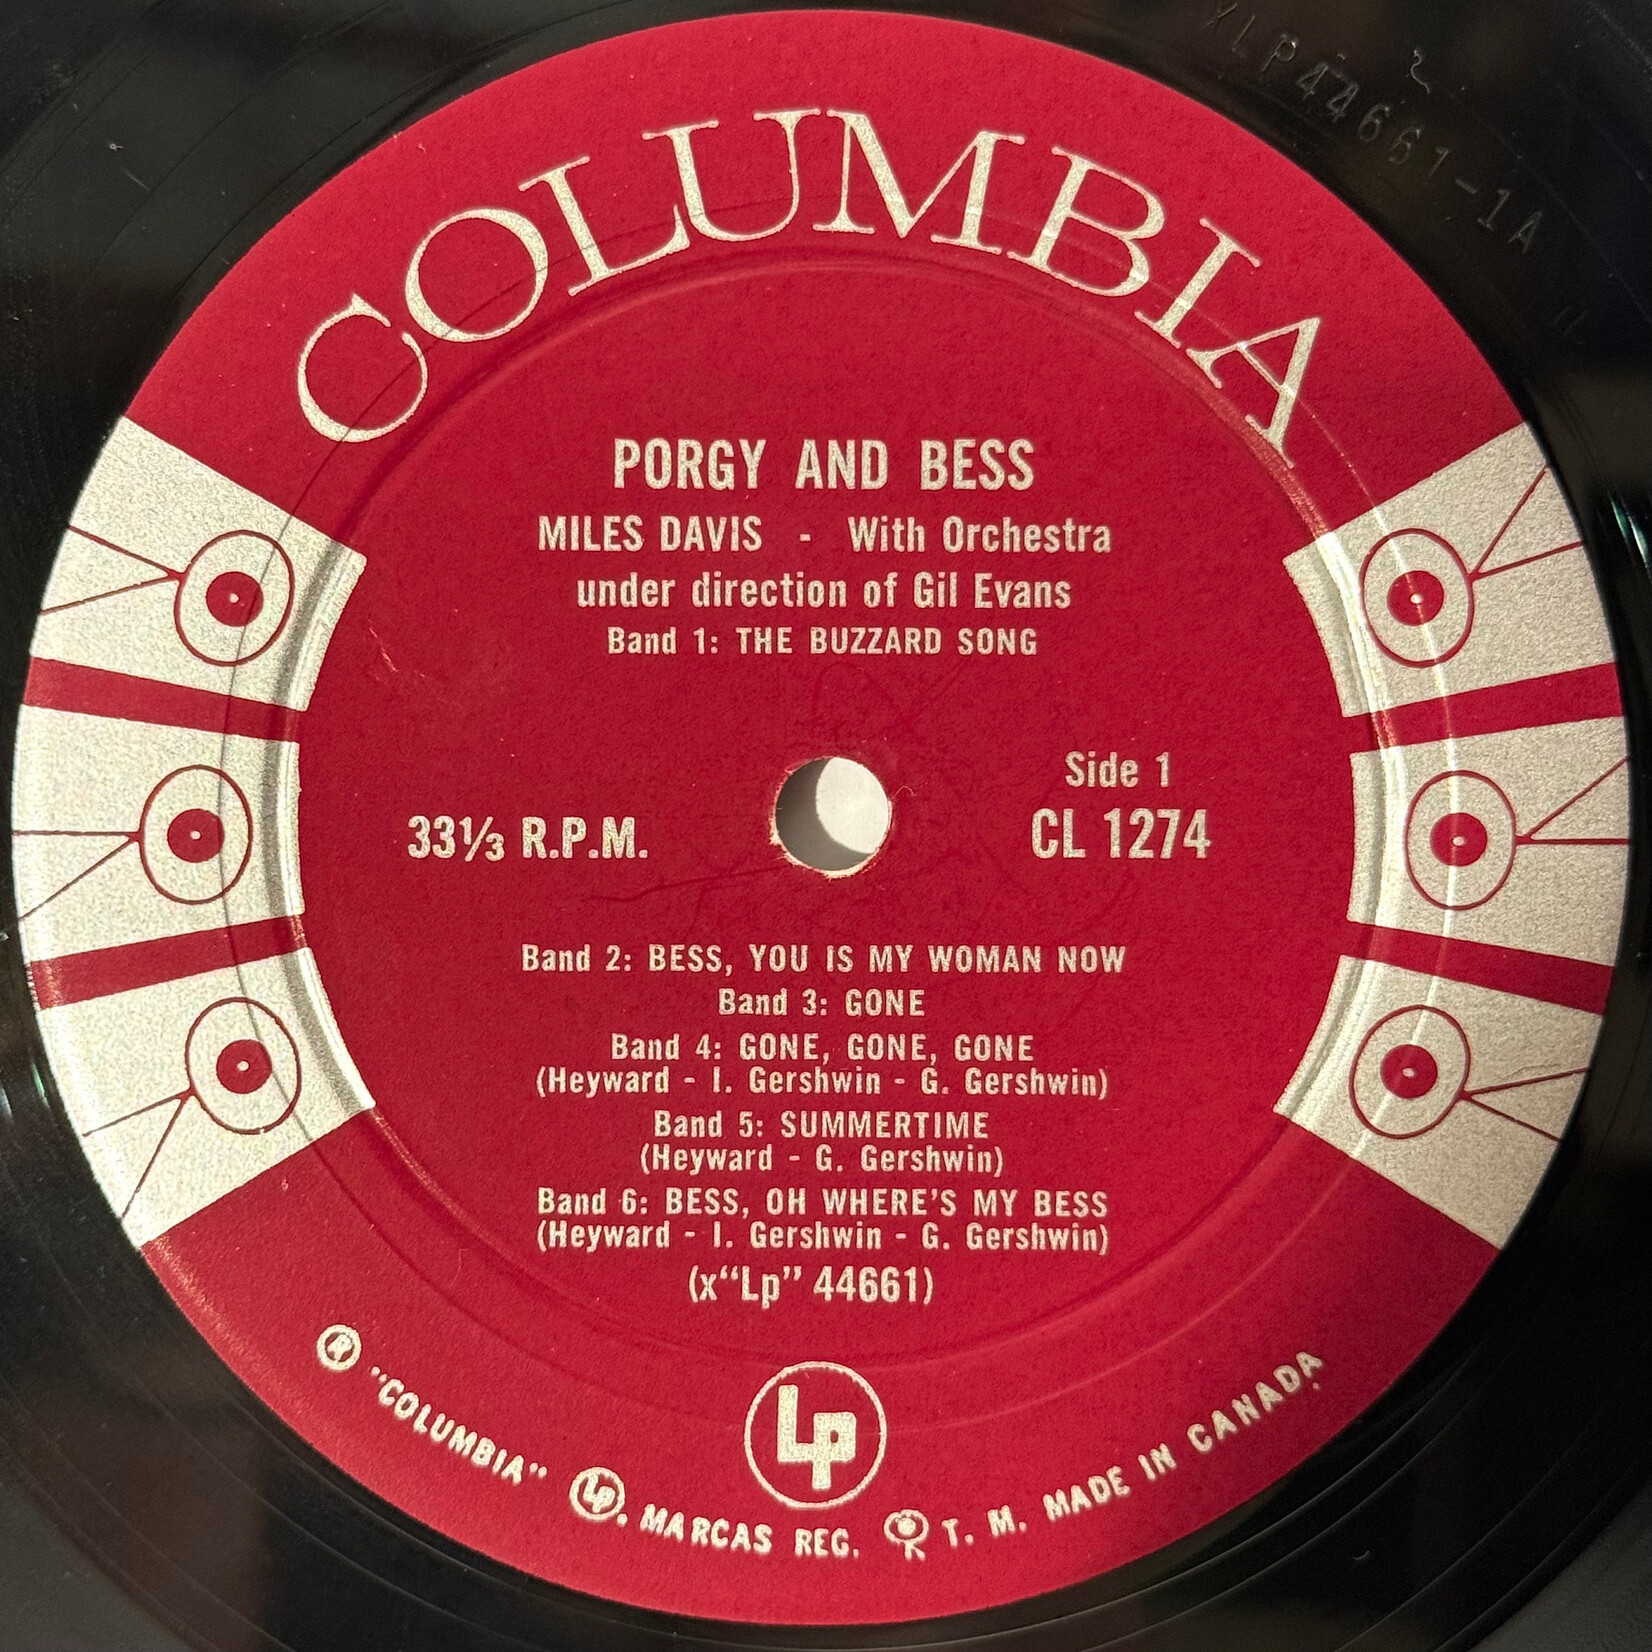 XLP44661-1A
COLUMBIA
PORGY AND BESS
MILES DAVIS - With Orchestra
under direction of Gil Evans
Band 1: THE BUZZARD SONG
Side 1
33⅓ R.P.M.
CL 1274
Band 2: BESS, YOU IS MY WOMAN NOW
Band 3: GONE
Band 4: GONE, GONE, GONE
(Heyward - I. Gershwin - G. Gershwin)
Band 5: SUMMERTIME
(Heyward - G. Gershwin)
Band 6: BESS, OH WHERE'S MY BESS
(Heyward - I. Gershwin - G. Gershwin)
(x“Lp” 44661)
Lp
® "COLUMBIA" Lp. MARCAS REG. T. M. MADE IN CANADA.